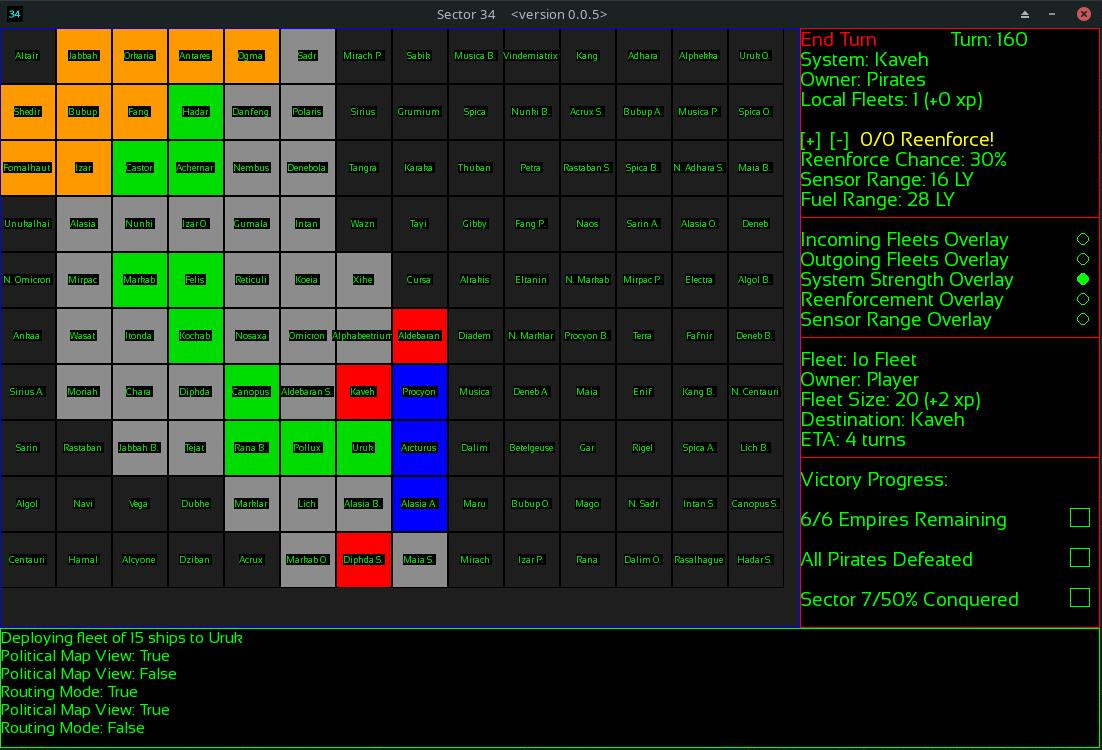 34 Sector 34 <version 0.0.5>
Altair Jabbah Orkaria Antares Ogma Sadr Mirach P. Sabik Musica B. Vindemiatrix Kang Adhara Alphekka Uruk O.
Shedir Bubup Fang Hadar Danfeng Polaris Sirius Grumium Spica Nunki B. Acrux S. Bubup A. Musica P. Spica O.
Fomalhaut Izar Castor Achernar Nembus Denebola Tangra Karaka Thuban Petra Rastaban S. Spica B. N. Adhara S. Maia B.
Unukalhai Alasia Nunki Izar O. Gumala Intan Wazn Tayi Gibby Fang P. Naos Sarin A. Alasia O. Deneb
N. Omicron Mirpac Markab Felis Reticuli Koeia Xihe Cursa Alrakis Eltanin N. Markab Mirpac P. Electra Algol B.
Ankaa Wasat Ironda Kochab Nosaxa Omicron Alphabeetrium Aldebaran Diadem N. Marklar Procyon B. Terra Fafnir Deneb B.
Sirius A. Moriah Chara Diphda Canopus Aldebaran S. Kaveh Procyon Musica Deneb A. Maia Enif Kang B. N. Centauri
Sarin Rastaban Jabbah B. Tejat Rana B. Pollux Uruk Arcturus Dalim Betelgeuse Gar Rigel Spica A. Lich B.
Algol Navi Vega Dubhe Marklar Lich Alasia B. Alasia A. Maru Bubup O. Mago N. Sadr Intan S. Canopus S.
Centauri Hamal Alcyone Dziban Acrux Markab O. Diphda S. Maia S. Mirach Izar P. Rana Dalim O. Rasalhague Hadar S.
End Turn Turn: 160
System: Kaveh
Owner: Pirates
Local Fleets: 1 (+0 xp)
[+] [-] 0/0 Reenforce!
Reenforce Chance: 30%
Sensor Range: 16 LY
Fuel Range: 28 LY
Incoming Fleets Overlay
Outgoing Fleets Overlay
System Strength Overlay
Reenforcement Overlay
Sensor Range Overlay
Fleet: Io Fleet
Owner: Player
Fleet Size: 20 (+2 xp)
Destination: Kaveh
ETA: 4 turns
Victory Progress:
6/6 Empires Remaining
All Pirates Defeated
Sector 7/50% Conquered
Deploying fleet of 15 ships to Uruk
Political Map View: True
Political Map View: False
Routing Mode: True
Political Map View: True
Routing Mode: False